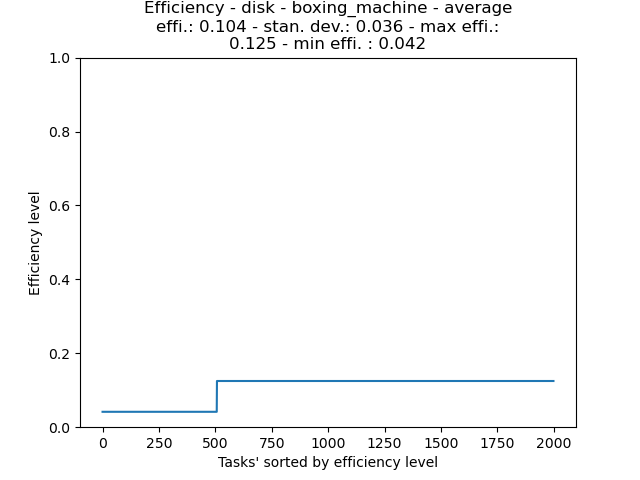 Efficiency - disk - boxing_machine - average
effi.: 0.104 - stan. dev.: 0.036 - max effi.:
0.125 - min effi. : 0.042
1.0
0.8
0.6
0.4
0.2
0.0
Efficiency level
0 250 500 750 1000 1250 1500 1750 2000
Tasks' sorted by efficiency level